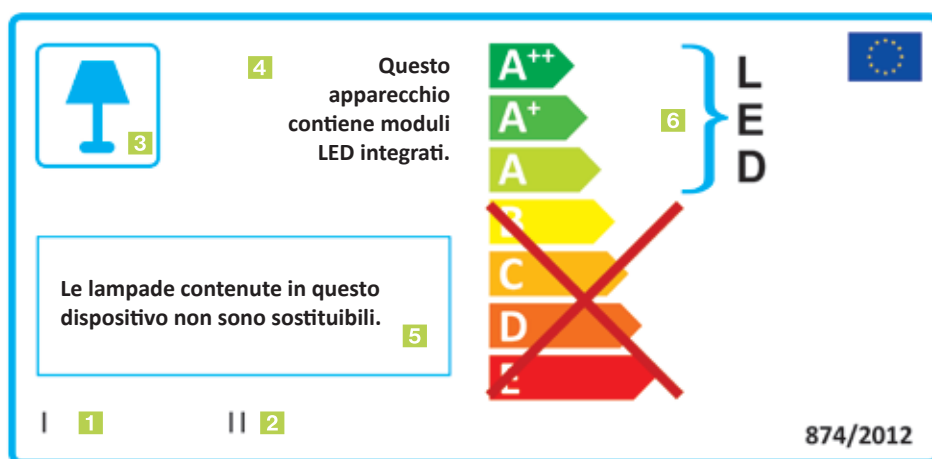 4
Questo
apparecchio
contiene moduli
LED integrati.
3
A++
A+
A
B
C
D
E
6
L
E
D
Le lampade contenute in questo
dispositivo non sono sostituibili.
5
I
1
II
2
874/2012